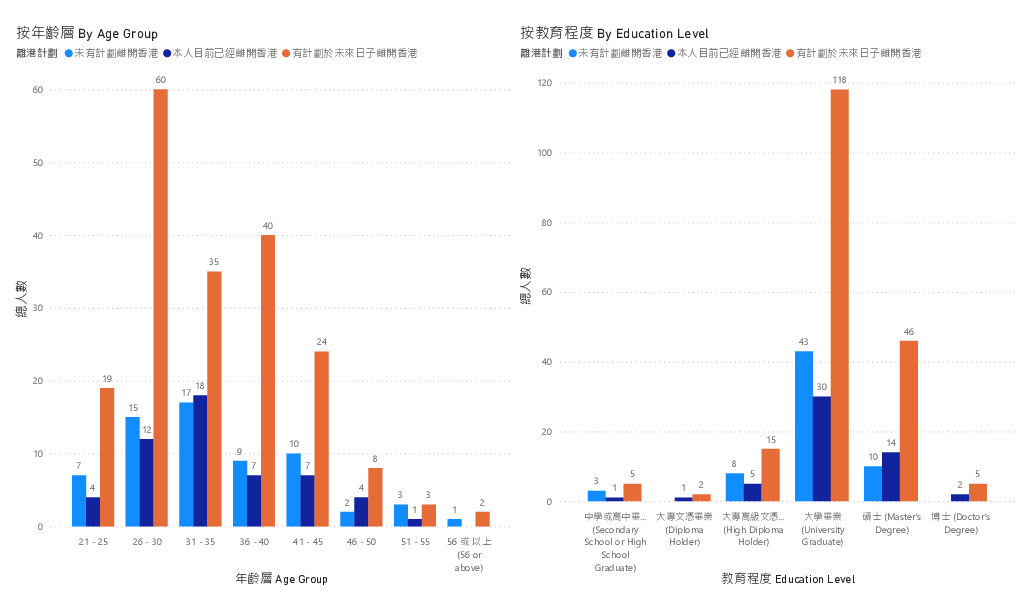 按年齡層 By Age Group
離港計劃 未有計劃離開香港 本人目前已經離開香港 有計劃於未來日子離開香港
總人數
60
50
40
30
20
10
0
7
4
19
15
12
60
17
18
35
9
7
40
10
7
24
2
4
8
3
1
3
1
2
21 - 25
26 - 30
31 - 35
36 - 40
41 - 45
46 - 50
51 - 55
56 或以上
(56 or
above)
年齡層 Age Group
按教育程度 By Education Level
離港計劃 未有計劃離開香港 本人目前已經離開香港 有計劃於未來日子離開香港
總人數
120
100
80
60
40
20
0
3
1
5
1
2
8
5
15
43
30
118
10
14
46
2
5
中學或高中畢...
(Secondary
School or High
School
Graduate)
大專文憑畢業
(Diploma
Holder)
大專高級文憑...
(High Diploma
Holder)
大學畢業
(University
Graduate)
碩士 (Master's
Degree)
博士 (Doctor's
Degree)
教育程度 Education Level